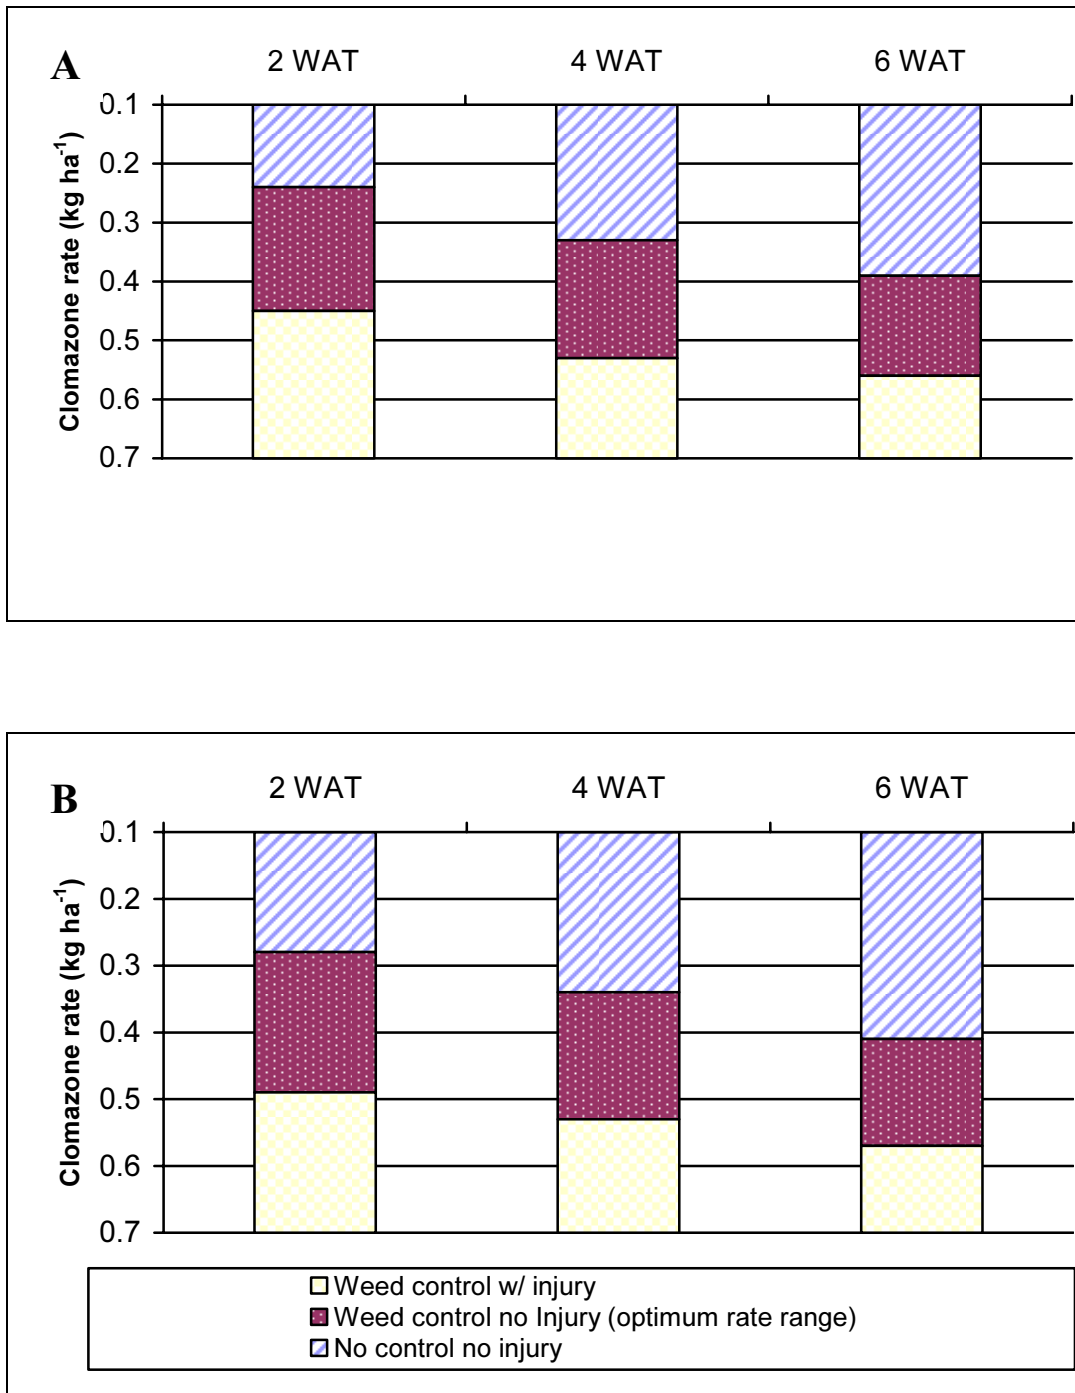 A
2 WAT 4 WAT 6 WAT
0.1
0.2
0.3
0.4
0.5
0.6
0.7
Clomazone rate (kg ha⁻¹)
B
2 WAT 4 WAT 6 WAT
0.1
0.2
0.3
0.4
0.5
0.6
0.7
Clomazone rate (kg ha⁻¹)
Weed control w/ injury
Weed control no Injury (optimum rate range)
No control no injury